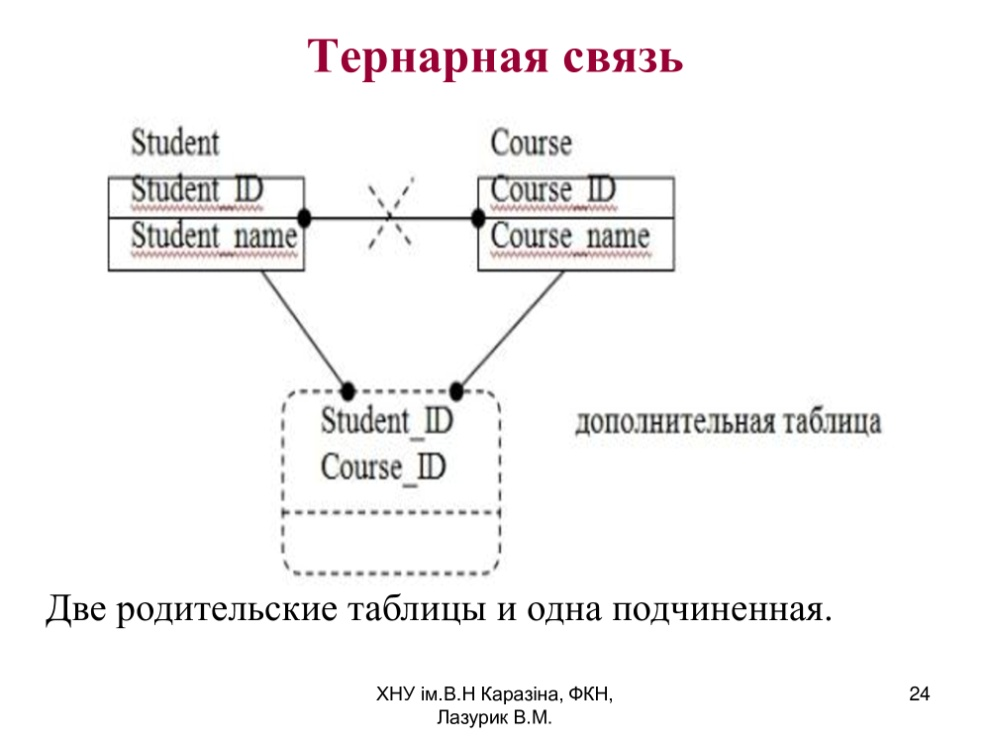 Тернарная связь
Student
Course
Student_ID
Course_ID
Student_name
Course_name
Student_ID
Course_ID
дополнительная таблица
Две родительские таблицы и одна подчиненная.
ХНУ ім.В.Н Каразіна, ФКН,
Лазурик В.М.
24